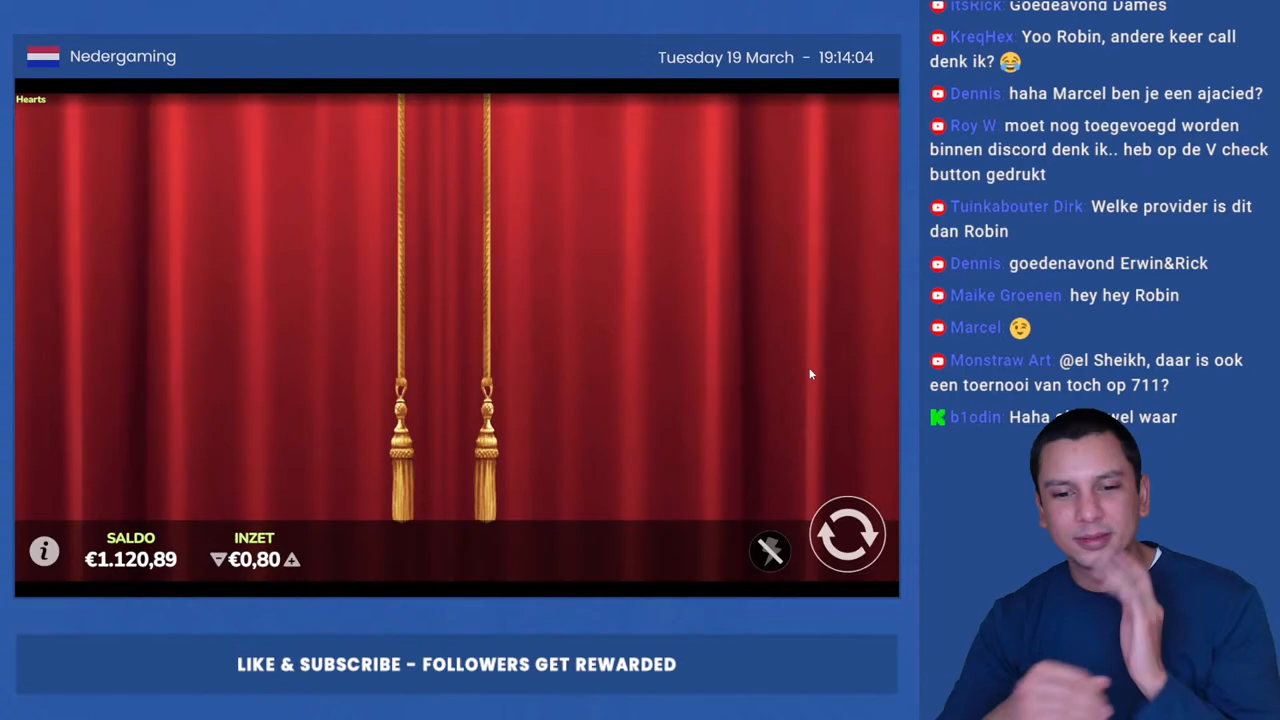 Nedergaming
Tuesday 19 March - 19:14:04
Hearts
SALDO
€1.120,89
INZET
€0,80
LIKE & SUBSCRIBE - FOLLOWERS GET REWARDED
ItsRick: Goedeavond Dames
KreqHex: Yoo Robin, andere keer call
denk ik? 😂
Dennis: haha Marcel ben je een ajacied?
Roy W: moet nog toegevoegd worden
binnen discord denk ik.. heb op de V check
button gedrukt
Tuinkabouter Dirk: Welke provider is dit
dan Robin
Dennis: goedenavond Erwin&Rick
Maike Groenen: hey hey Robin
Marcel: 😉
Monstraw Art: @el Sheikh, daar is ook
een toernooi van toch op 711?
b1odin: Haha wel waar